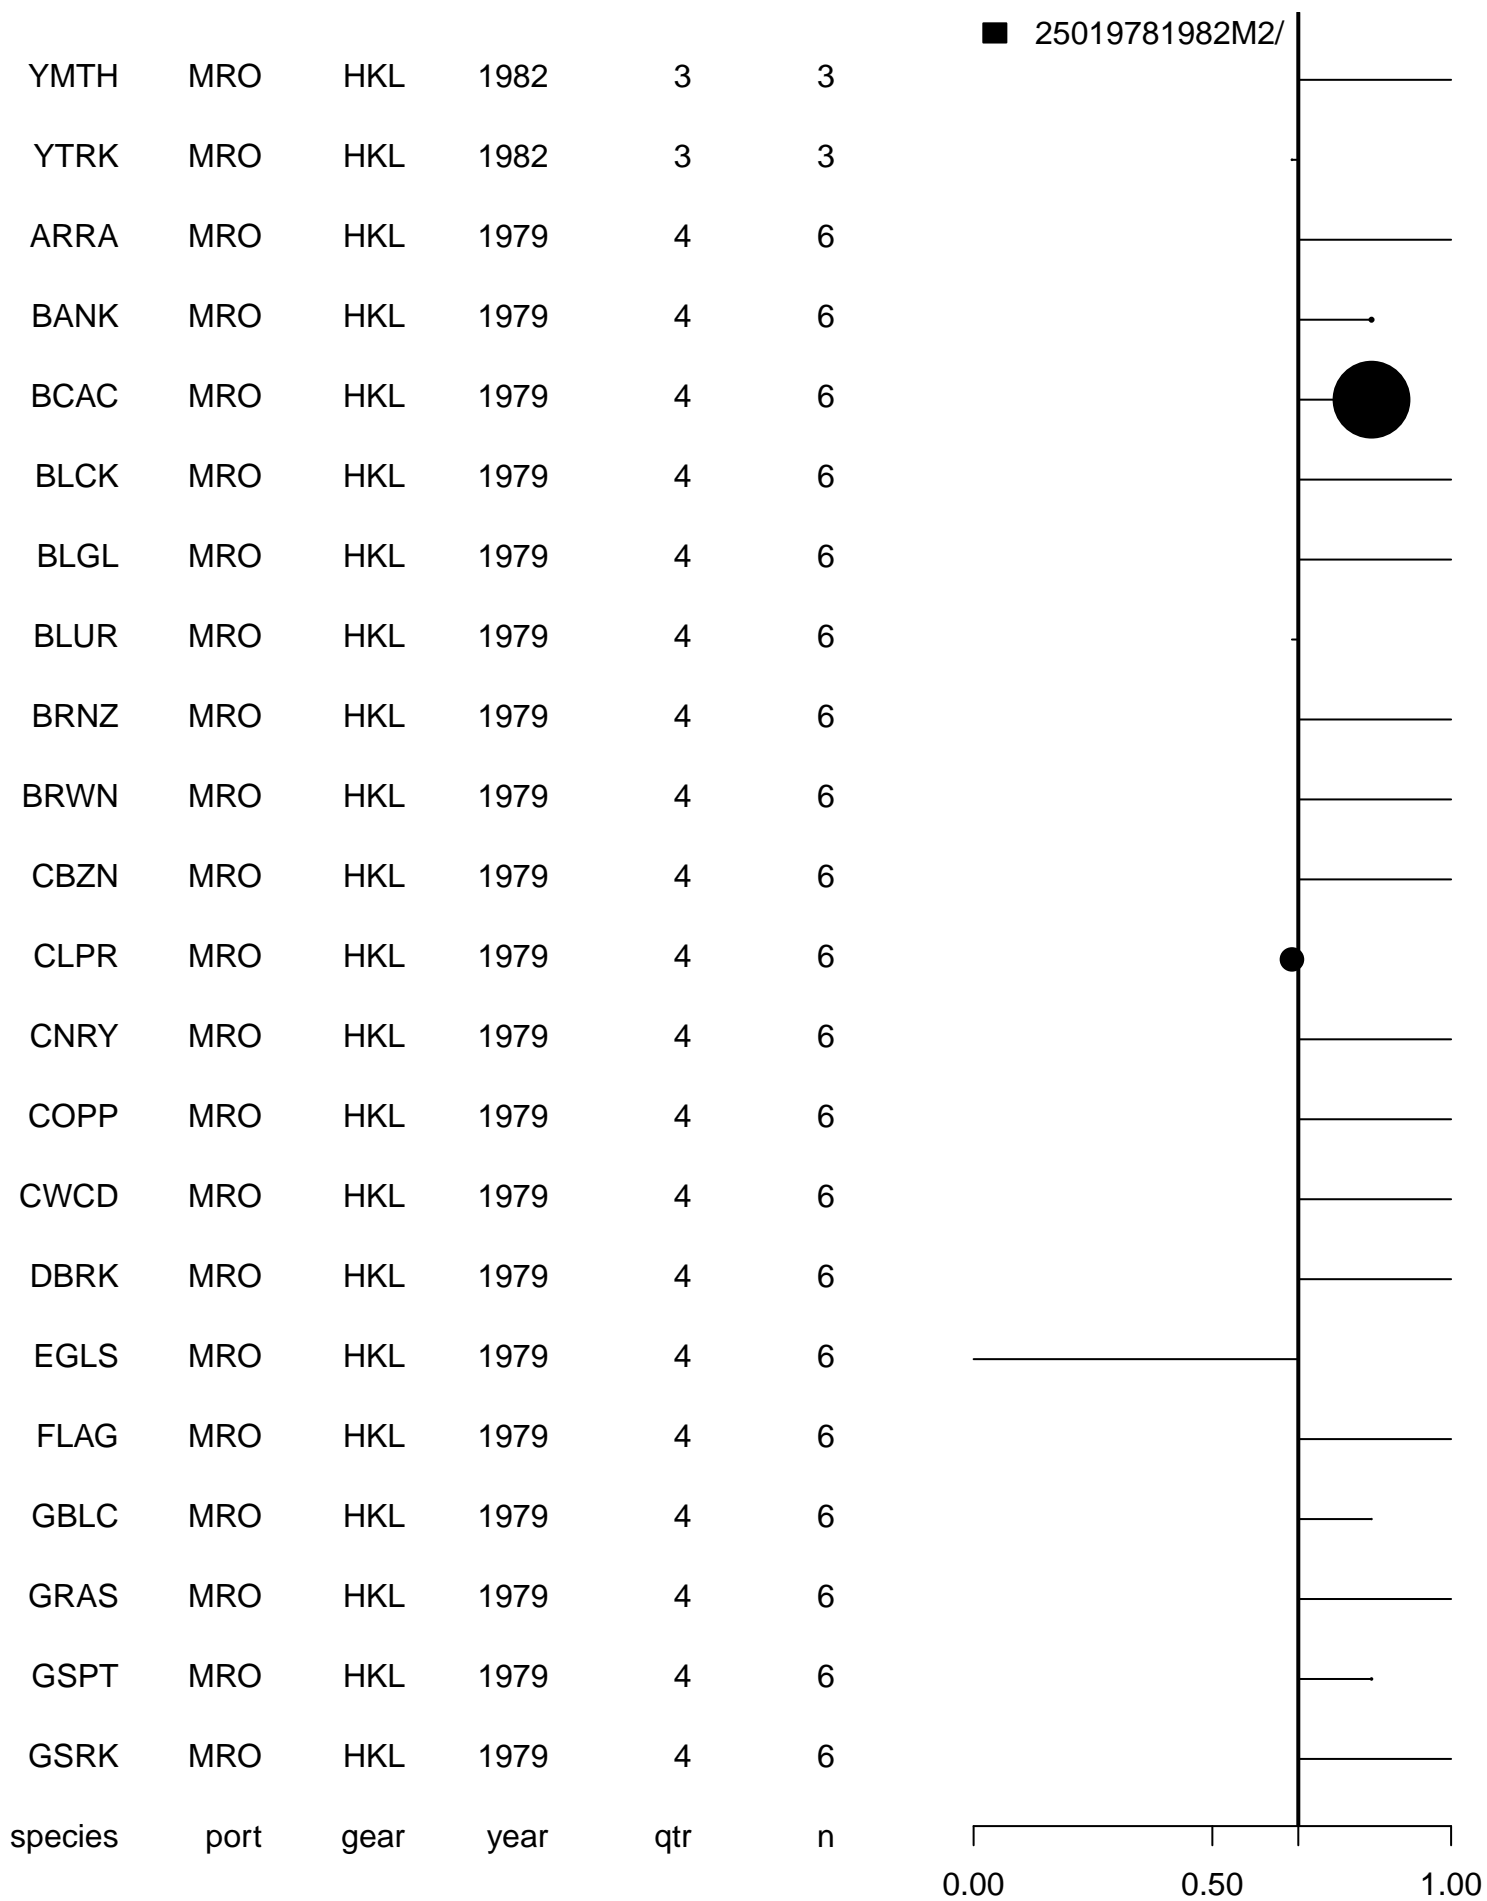 25019781982M2/
YMTH MRO HKL 1982 3 3
YTRK MRO HKL 1982 3 3
ARRA MRO HKL 1979 4 6
BANK MRO HKL 1979 4 6
BCAC MRO HKL 1979 4 6
BLCK MRO HKL 1979 4 6
BLGL MRO HKL 1979 4 6
BLUR MRO HKL 1979 4 6
BRNZ MRO HKL 1979 4 6
BRWN MRO HKL 1979 4 6
CBZN MRO HKL 1979 4 6
CLPR MRO HKL 1979 4 6
CNRY MRO HKL 1979 4 6
COPP MRO HKL 1979 4 6
CWCD MRO HKL 1979 4 6
DBRK MRO HKL 1979 4 6
EGLS MRO HKL 1979 4 6
FLAG MRO HKL 1979 4 6
GBLC MRO HKL 1979 4 6
GRAS MRO HKL 1979 4 6
GSPT MRO HKL 1979 4 6
GSRK MRO HKL 1979 4 6
species port gear year qtr n
0.00 0.50 1.00